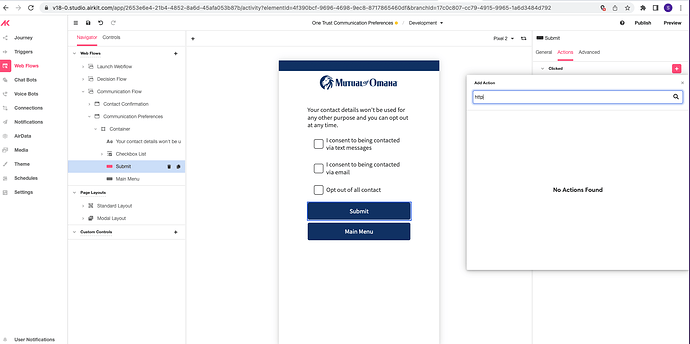 v18-0.studio.airkit.com/app/2653e6e4-21b4-4852-8a6d-45afa053b87b/activity?elementId=4f390bcf-9696-4698-9ec8-8717865460df&branchId=17c0c807-cc79-4915-9965-1a6d3484d792
S
One Trust Communication Preferences
Development
Publish
Preview
Journey
Triggers
Web Flows
Chat Bots
Voice Bots
Connections
Notifications
AirData
Media
Theme
Schedules
Settings
User Notifications
Navigator
Controls
Web Flows
Launch Webflow
Decision Flow
Communication Flow
Contact Confirmation
Communication Preferences
Container
Aa Your contact details won't be u
Checkbox List
Submit
Main Menu
Page Layouts
Standard Layout
Modal Layout
Custom Controls
Pixel 2
Mutual of Omaha
Your contact details won't be used for
any other purpose and you can opt out
at any time.
I consent to being contacted
via text messages
I consent to being contacted
via email
Opt out of all contact
Submit
Main Menu
Submit
General
Actions
Advanced
Clicked
Add Action
http
No Actions Found